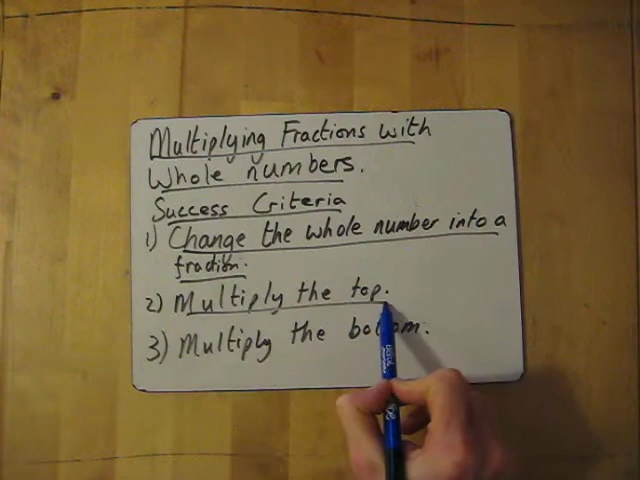 Multiplying Fractions with
Whole numbers.
Success Criteria
1) Change the whole number into a
fraction.
2) Multiply the top.
3) Multiply the bottom.